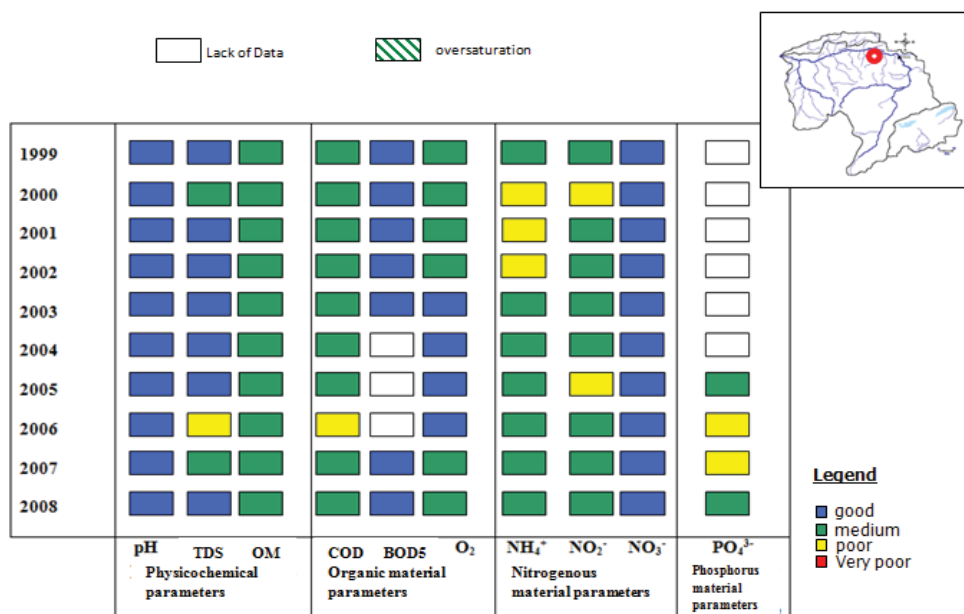 Lack of Data
oversaturation
1999
2000
2001
2002
2003
2004
2005
2006
2007
2008
pH TDS OM COD BOD5 O₂ NH₄⁺ NO₂⁻ NO₃⁻ PO₄³⁻
Physicochemical
parameters
Organic material
parameters
Nitrogenous
material parameters
Phosphorus
material
parameters
Legend
good
medium
poor
Very poor